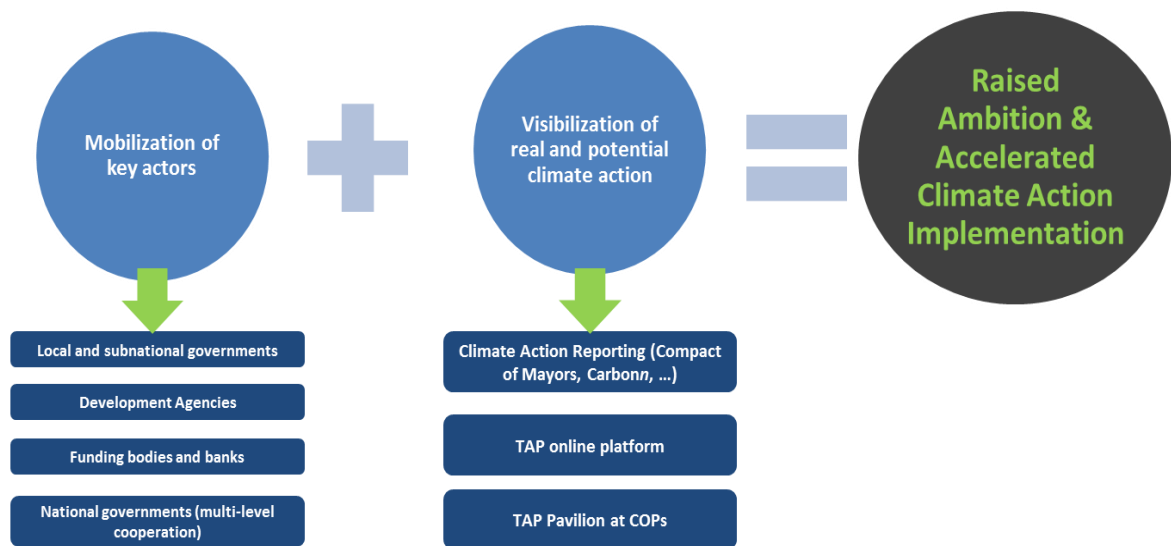 Mobilization of
key actors
Visibilization of
real and potential
climate action
Raised
Ambition &
Accelerated
Climate Action
Implementation
Local and subnational governments
Development Agencies
Funding bodies and banks
National governments (multi-level
cooperation)
Climate Action Reporting (Compact
of Mayors, Carbonn, …)
TAP online platform
TAP Pavilion at COPs